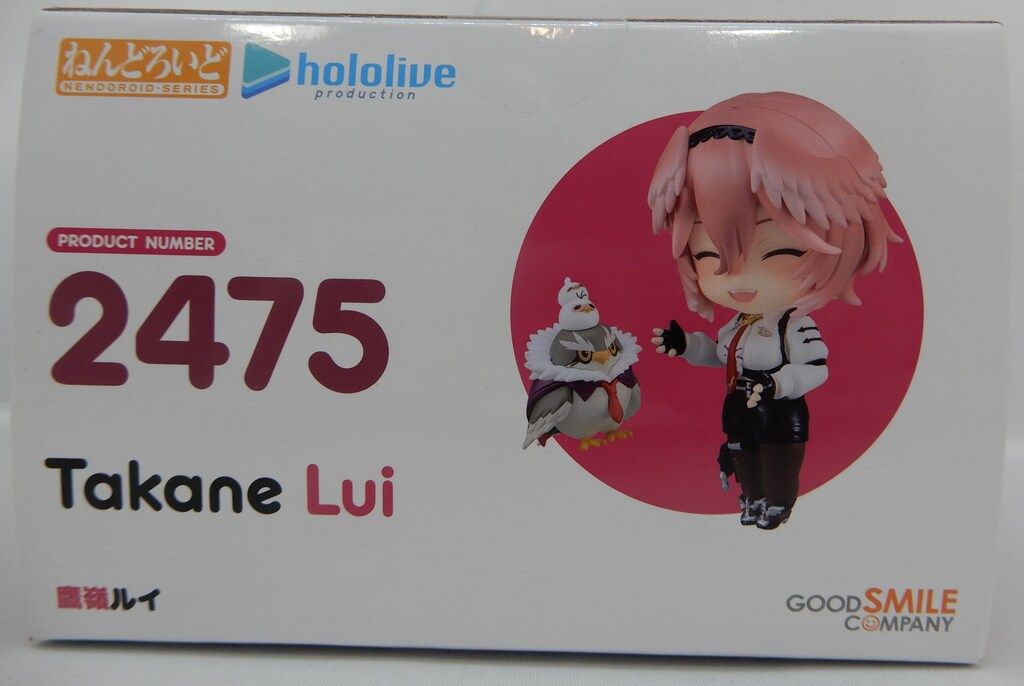 ねんどろいど
NENDOROID·SERIES
hololive
production
PRODUCT NUMBER
2475
Takane Lui
鷹嶺ルイ
GOOD SMILE
COMPANY